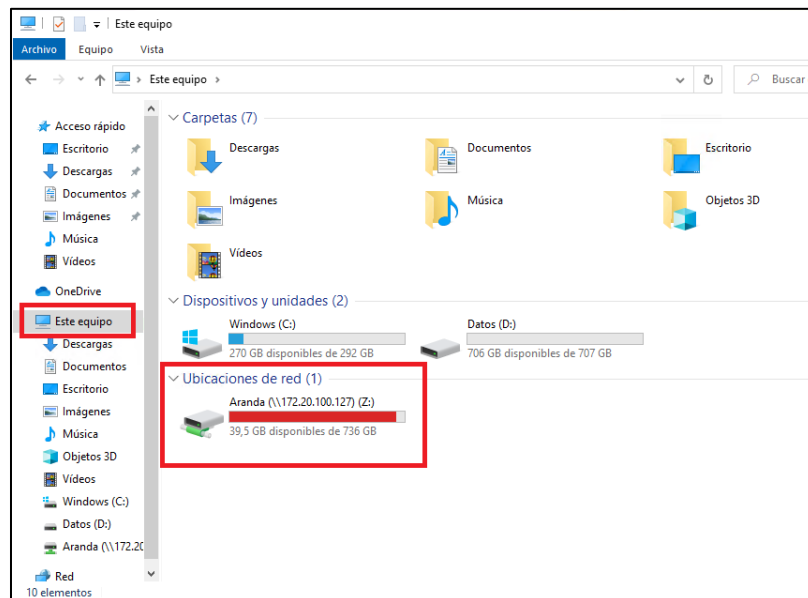 Este equipo
Archivo Equipo Vista
Este equipo
Buscar
Acceso rápido
Escritorio
Descargas
Documentos
Imágenes
Música
Vídeos
OneDrive
Este equipo
Descargas
Documentos
Escritorio
Imágenes
Música
Objetos 3D
Vídeos
Windows (C:)
Datos (D:)
Aranda (\\172.20
Red
10 elementos
Carpetas (7)
Descargas
Documentos
Escritorio
Imágenes
Música
Objetos 3D
Vídeos
Dispositivos y unidades (2)
Windows (C:)
270 GB disponibles de 292 GB
Datos (D:)
706 GB disponibles de 707 GB
Ubicaciones de red (1)
Aranda (\\172.20.100.127) (Z:)
39,5 GB disponibles de 736 GB